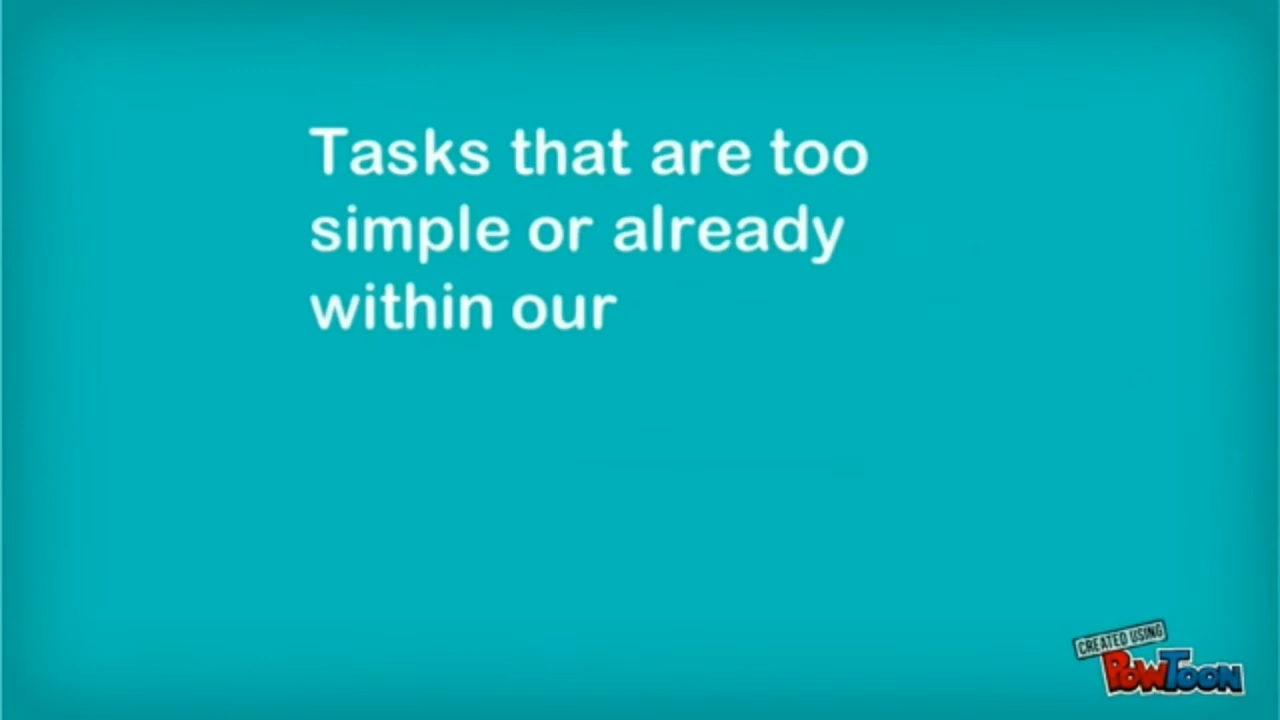 Tasks that are too
simple or already
within our
CREATED USING
PowToon